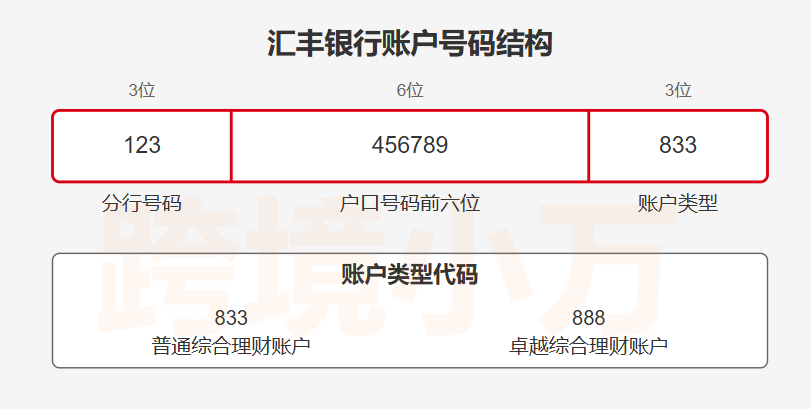 汇丰银行账户号码结构
3位 6位 3位
123 456789 833
分行号码 户口号码前六位 账户类型
跨境小万
账户类型代码
833 888
普通综合理财账户 卓越综合理财账户